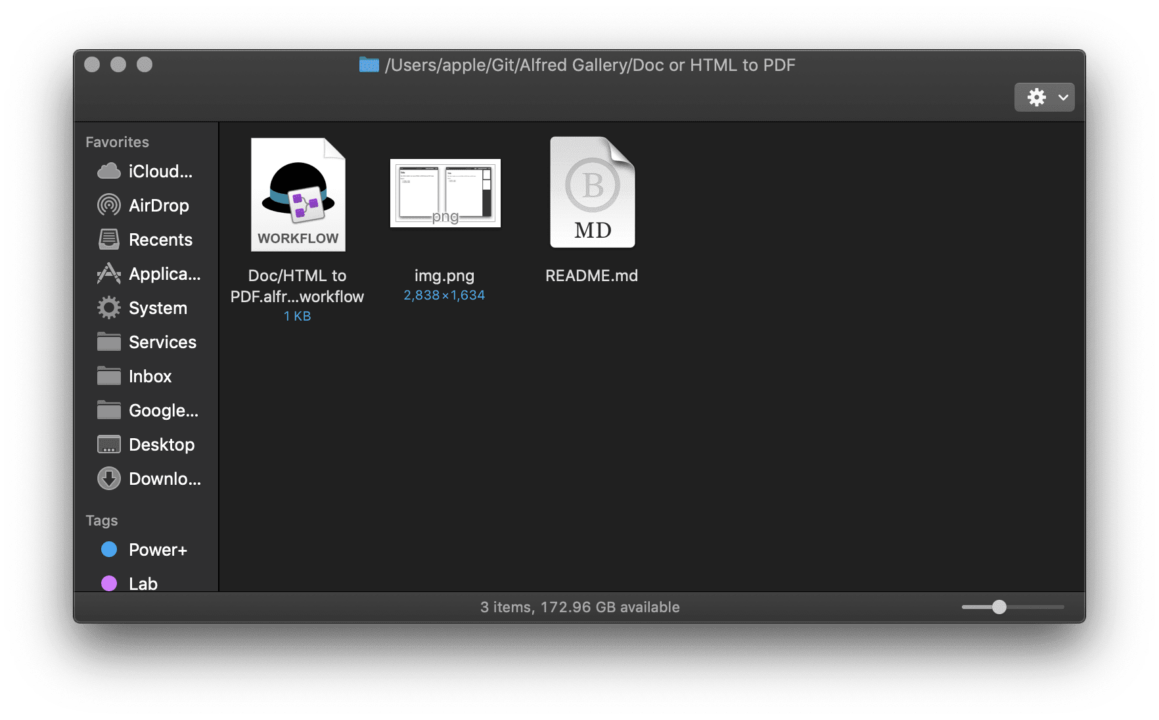 /Users/apple/Git/Alfred Gallery/Doc or HTML to PDF
Favorites
iCloud...
AirDrop
Recents
Applica...
System
Services
Inbox
Google...
Desktop
Downlo...
Tags
Power+
Lab
WORKFLOW
Doc/HTML to
PDF.alfr...workflow
1 KB
png
img.png
2,838×1,634
B
MD
README.md
3 items, 172.96 GB available